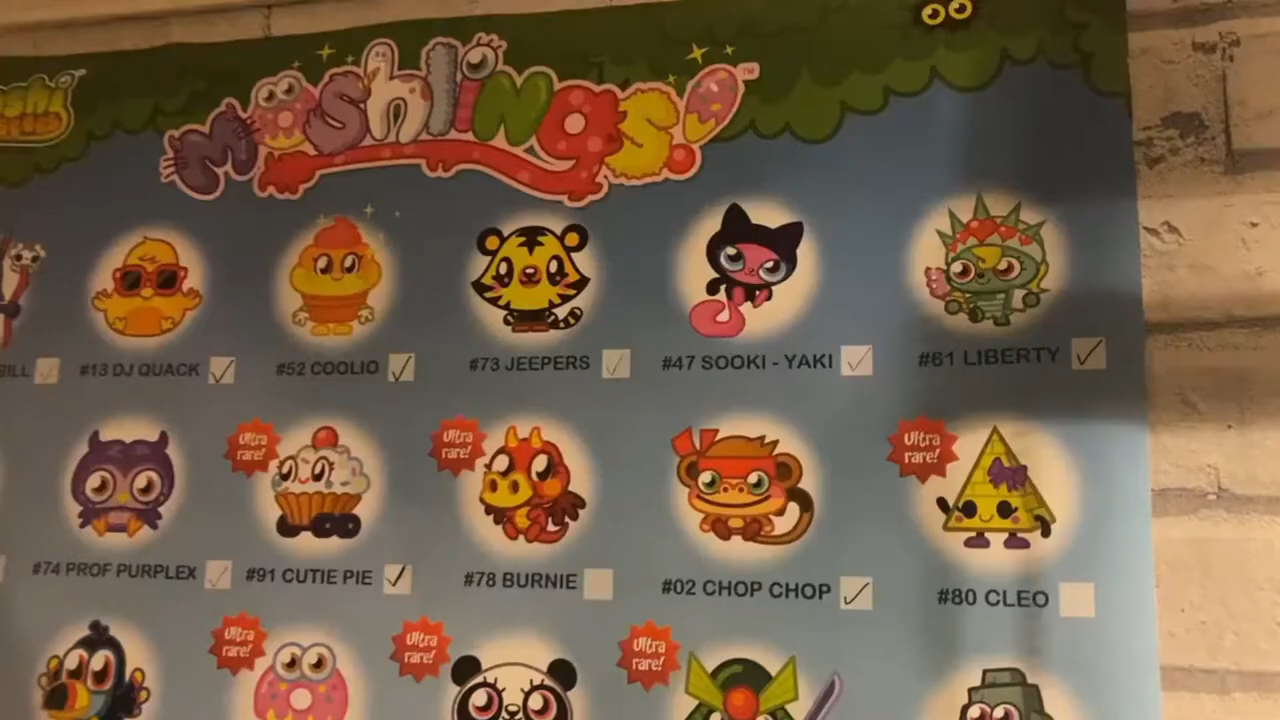 Moshlings!™
BILL #13 DJ QUACK #52 COOLIO #73 JEEPERS #47 SOOKI - YAKI #61 LIBERTY
Ultra rare!
Ultra rare!
Ultra rare!
#74 PROF PURPLEX #91 CUTIE PIE #78 BURNIE #02 CHOP CHOP #80 CLEO
Ultra rare!
Ultra rare!
Ultra rare!